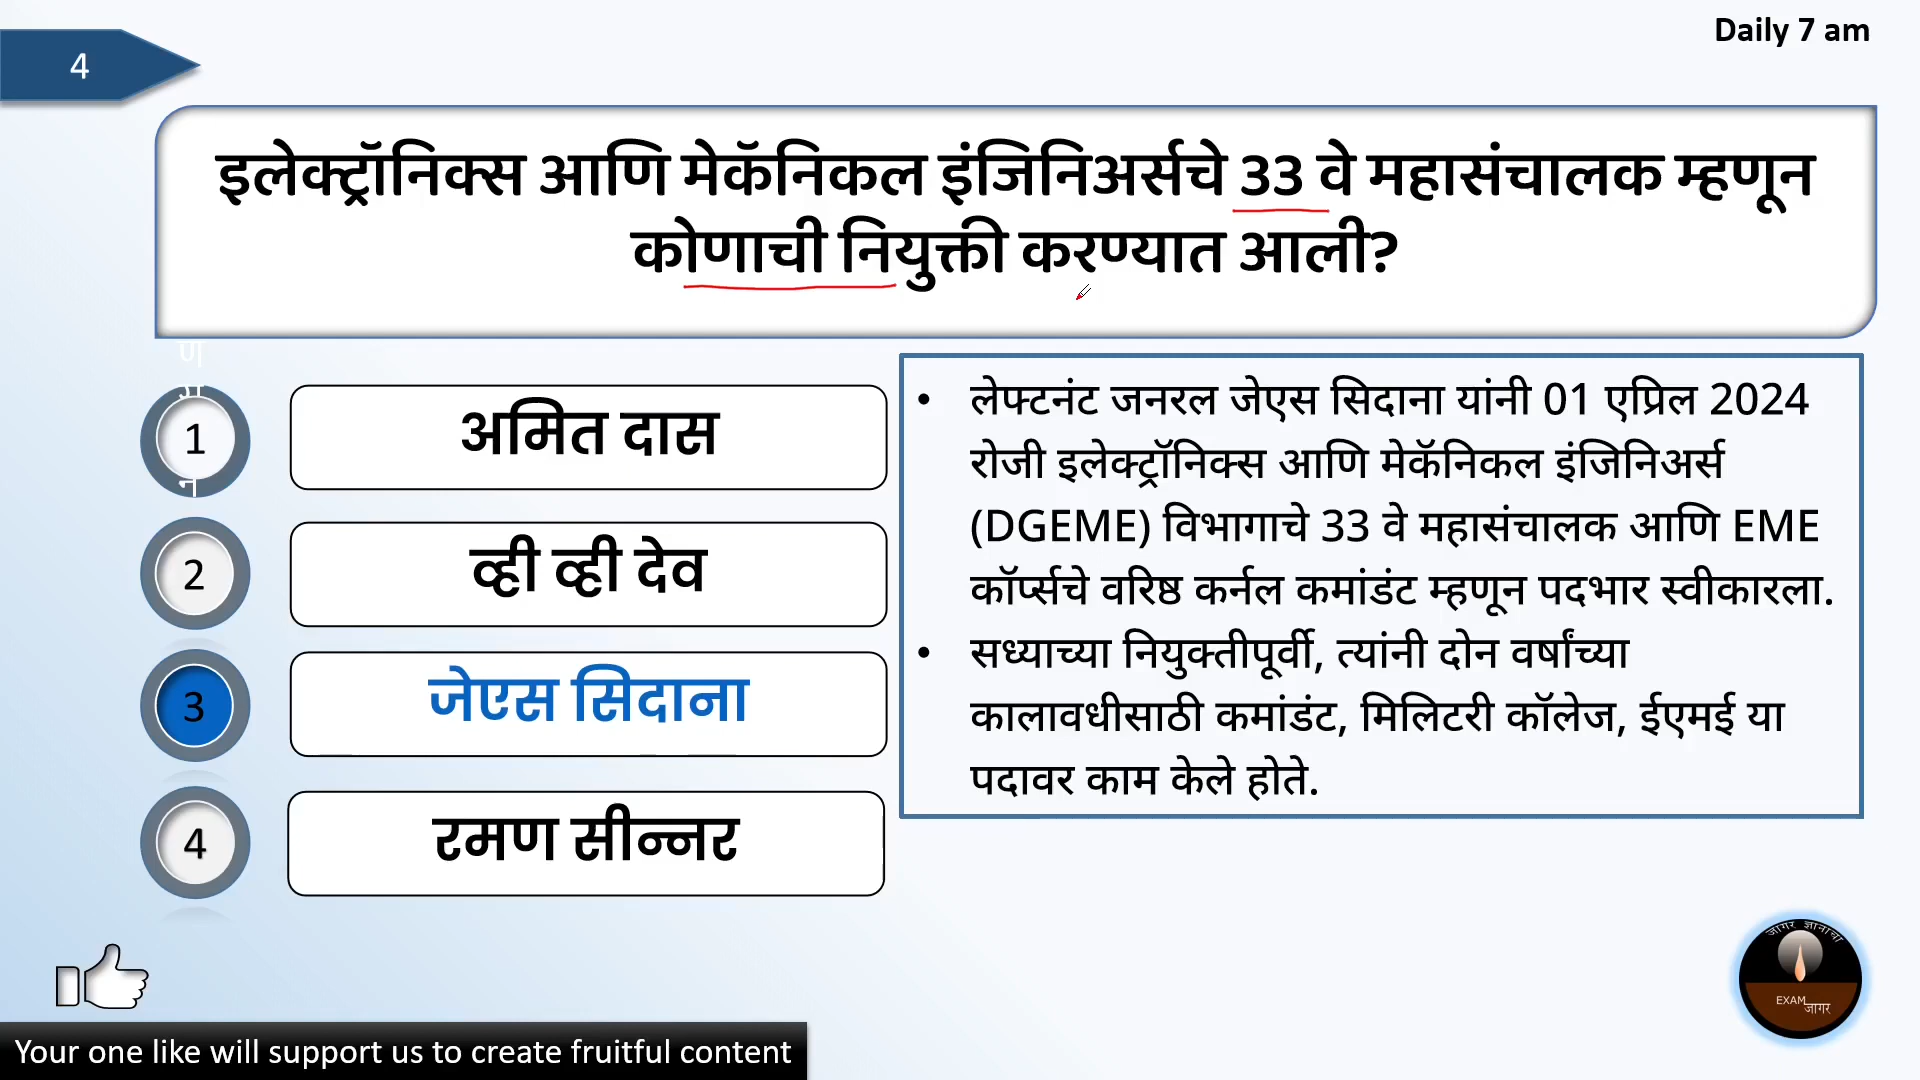 Daily 7 am
4
इलेक्ट्रॉनिक्स आणि मेकॅनिकल इंजिनिअर्सचे 33 वे महासंचालक म्हणून
कोणाची नियुक्ती करण्यात आली?
1
अमित दास
2
व्ही व्ही देव
3
जेएस सिदाना
4
रमण सीन्नर
• लेफ्टनंट जनरल जेएस सिदाना यांनी 01 एप्रिल 2024
रोजी इलेक्ट्रॉनिक्स आणि मेकॅनिकल इंजिनिअर्स
(DGEME) विभागाचे 33 वे महासंचालक आणि EME
कॉर्प्सचे वरिष्ठ कर्नल कमांडंट म्हणून पदभार स्वीकारला.
• सध्याच्या नियुक्तीपूर्वी, त्यांनी दोन वर्षांच्या
कालावधीसाठी कमांडंट, मिलिटरी कॉलेज, ईएमई या
पदावर काम केले होते.
जागर ज्ञानाचा
EXAM
जागर
Your one like will support us to create fruitful content